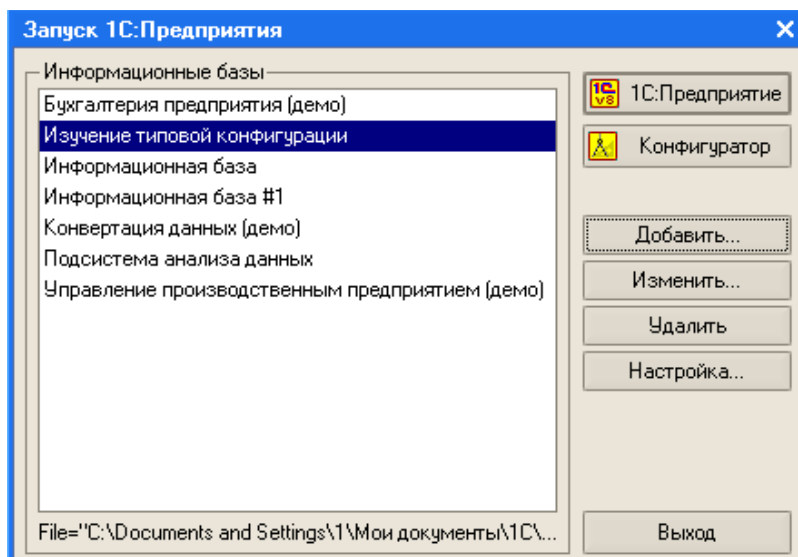 Запуск 1С:Предприятия
Информационные базы
Бухгалтерия предприятия (демо)
Изучение типовой конфигурации
Информационная база
Информационная база #1
Конвертация данных (демо)
Подсистема анализа данных
Управление производственным предприятием (демо)
File="C:\Documents and Settings\1\Мои документы\1С\...
1С:Предприятие
Конфигуратор
Добавить...
Изменить...
Удалить
Настройка...
Выход